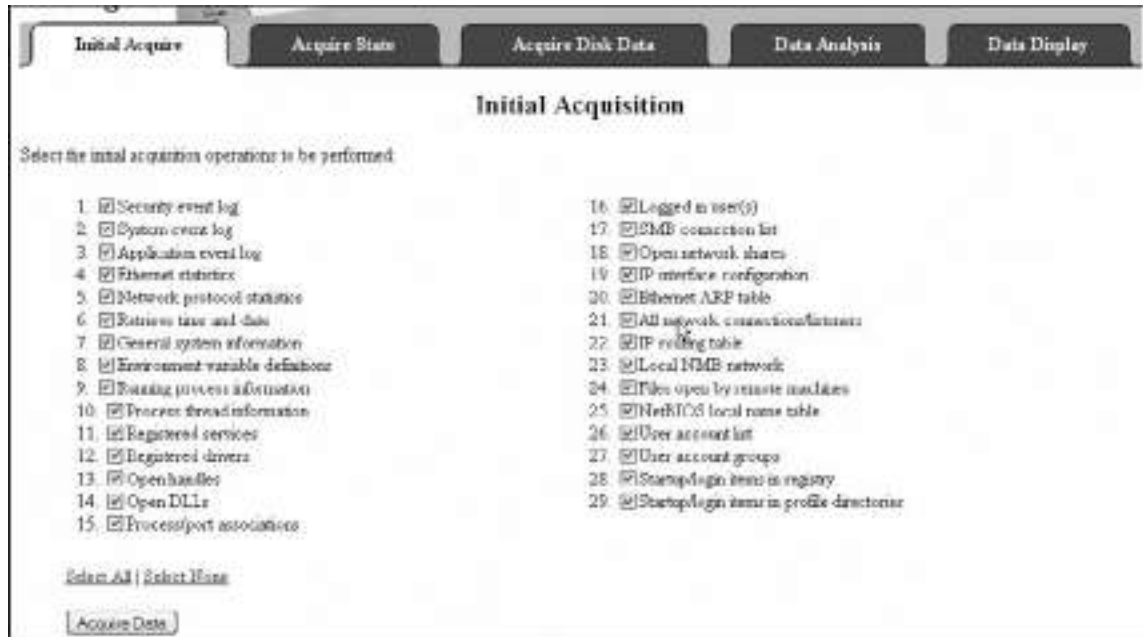 Initial Acquire
Acquire State
Acquire Disk Data
Data Analysis
Data Display
Initial Acquisition
Select the initial acquisition operations to be performed:
1. Security event log
2. System event log
3. Application event log
4. Ethernet statistics
5. Network protocol statistics
6. Retrieve time and date
7. General system information
8. Environment variable definitions
9. Running process information
10. Process thread information
11. Registered services
12. Registered drivers
13. Open handles
14. Open DLLs
15. Process/port associations
16. Logged in user(s)
17. SMB connection list
18. Open network shares
19. IP interface configuration
20. Ethernet ARP table
21. All network connections/listeners
22. IP routing table
23. Local NMB network
24. Files open by remote machines
25. NetBIOS local name table
26. User account list
27. User account groups
28. Startup/login items in registry
29. Startup/login items in profile directories
Select All | Select None
Acquire Data